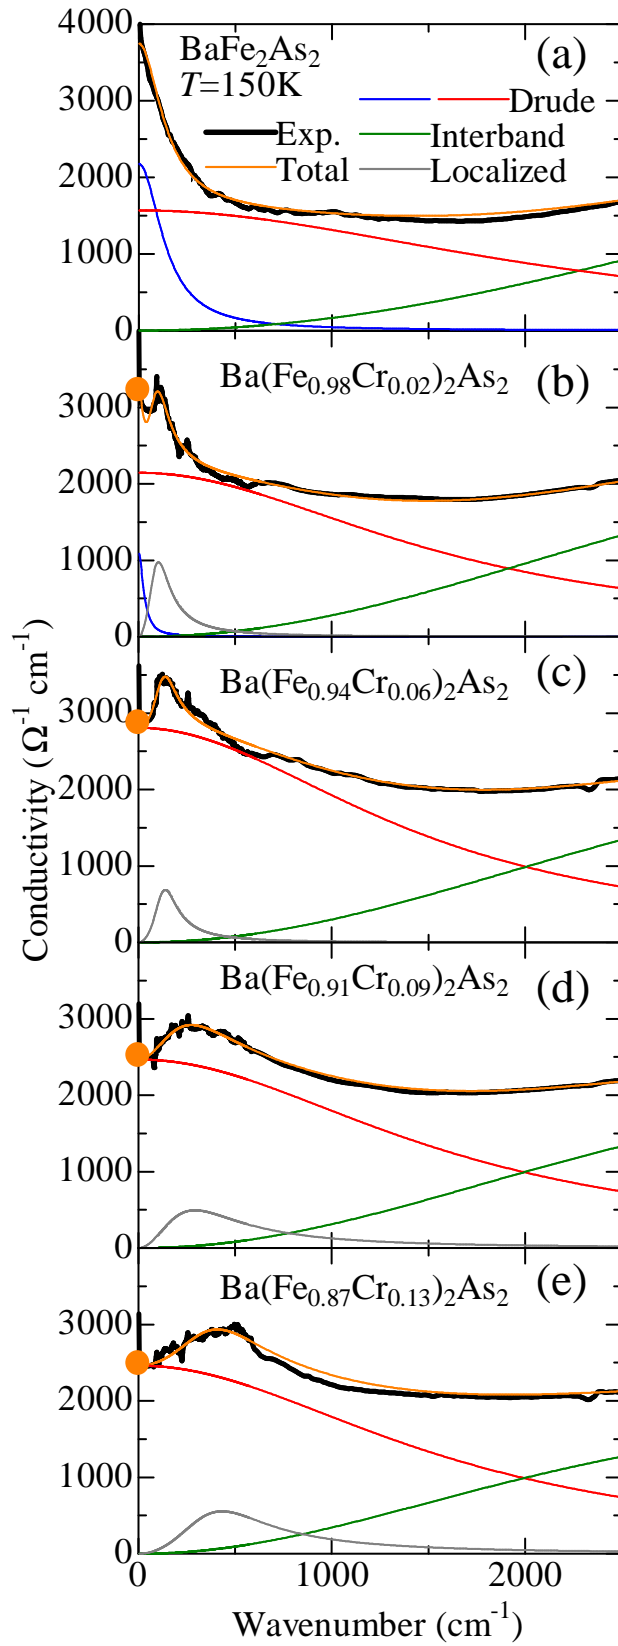 4000
BaFe2As2
(a)
T=150K
3000
Drude
Exp.
Interband
Total
Localized
2000
1000
0
Ba(Fe0.98Cr0.02)2As2
(b)
3000
2000
1000
0
Ba(Fe0.94Cr0.06)2As2
(c)
3000
2000
1000
0
Ba(Fe0.91Cr0.09)2As2
(d)
3000
2000
1000
0
Ba(Fe0.87Cr0.13)2As2
(e)
3000
2000
1000
0
0
1000
2000
Wavenumber (cm-1)
Conductivity (Ω-1 cm-1)